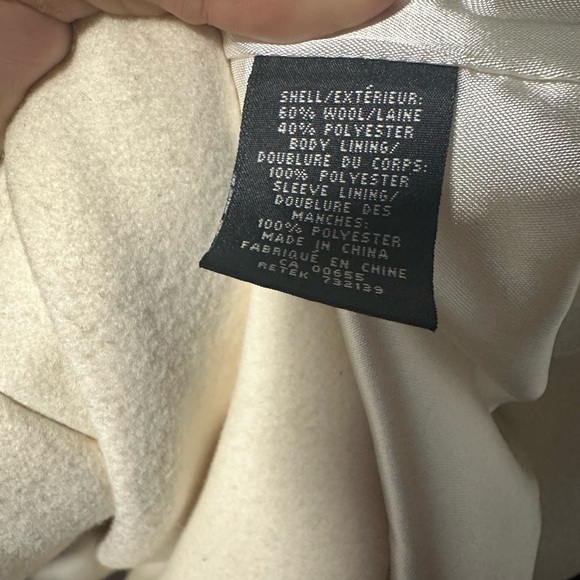 SHELL/EXTÉRIEUR:
60% WOOL/LAINE
40% POLYESTER
BODY LINING/
DOUBLURE DU CORPS:
100% POLYESTER
SLEEVE LINING/
DOUBLURE DES
MANCHES:
100% POLYESTER
MADE IN CHINA
FABRIQUÉ EN CHINE
CA 00655
RETEK 732139